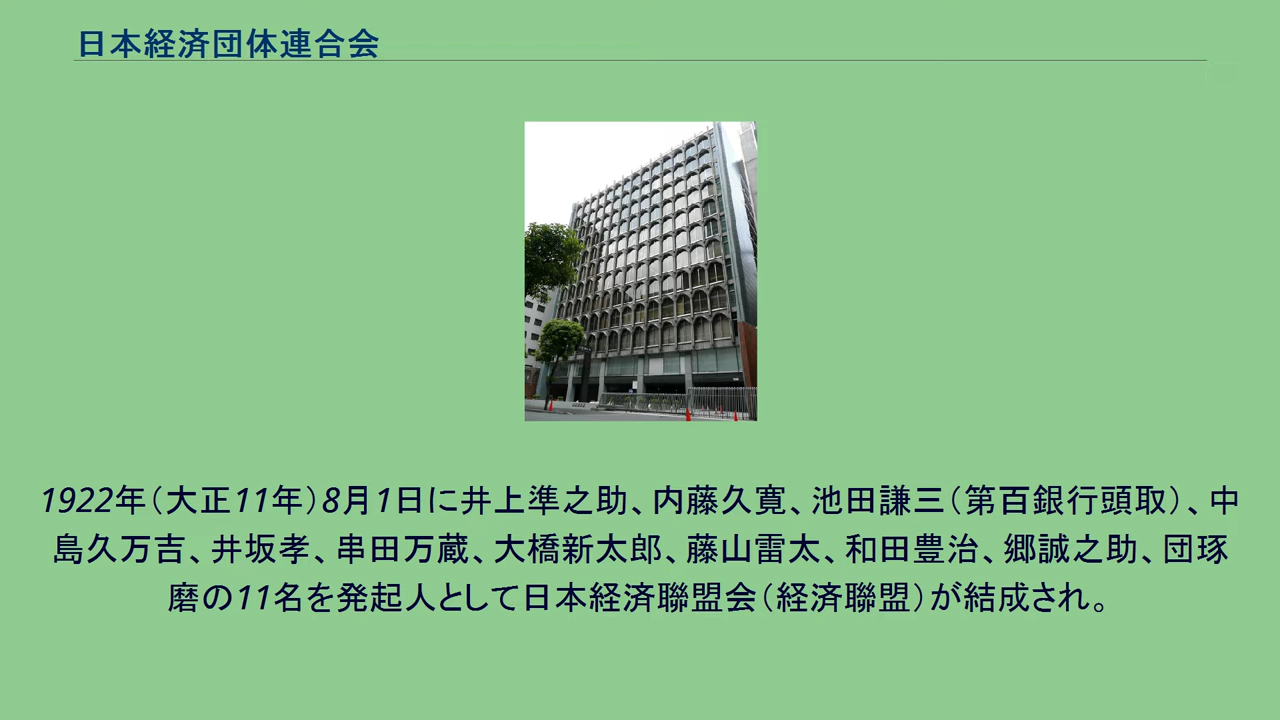 日本経済団体連合会
1922年（大正11年）8月1日に井上準之助、内藤久寛、池田謙三（第百銀行頭取）、中
島久万吉、井坂孝、串田万蔵、大橋新太郎、藤山雷太、和田豊治、郷誠之助、団琢
磨の11名を発起人として日本経済聯盟会（経済聯盟）が結成され。